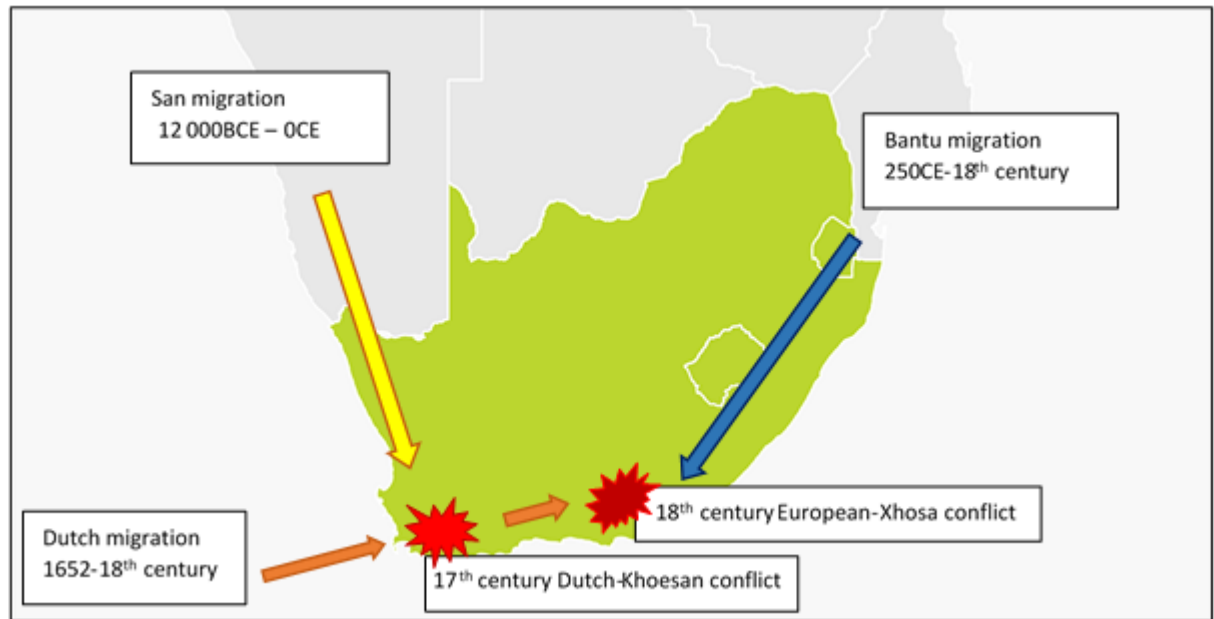 San migration
12 000BCE – 0CE
Bantu migration
250CE-18th century
18th century European-Xhosa conflict
Dutch migration
1652-18th century
17th century Dutch-Khoesan conflict